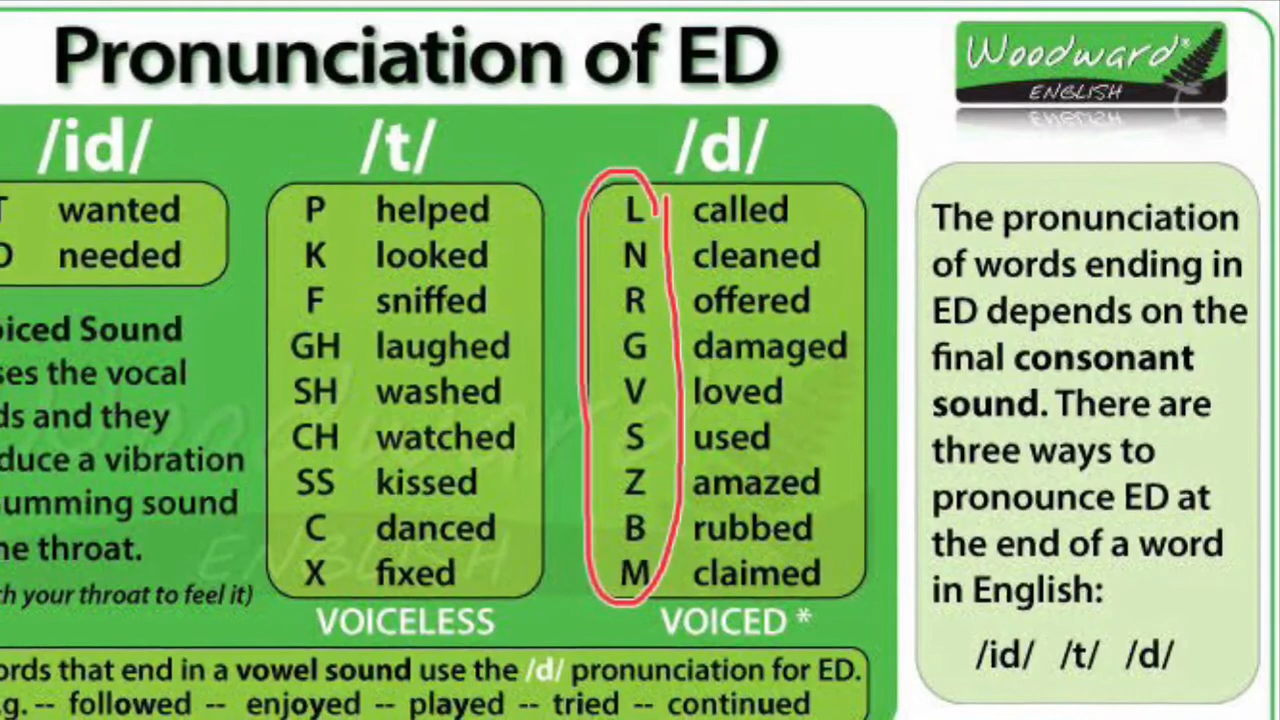 Pronunciation of ED
Woodward®
ENGLISH
/id/ /t/ /d/
T wanted
D needed
P helped
K looked
F sniffed
GH laughed
SH washed
CH watched
SS kissed
C danced
X fixed
VOICELESS
L called
N cleaned
R offered
G damaged
V loved
S used
Z amazed
B rubbed
M claimed
VOICED *
oiced Sound
ses the vocal
ds and they
duce a vibration
umming sound
he throat.
ch your throat to feel it)
ords that end in a vowel sound use the /d/ pronunciation for ED.
.g. -- followed -- enjoyed -- played -- tried -- continued
The pronunciation
of words ending in
ED depends on the
final consonant
sound. There are
three ways to
pronounce ED at
the end of a word
in English:
/id/ /t/ /d/